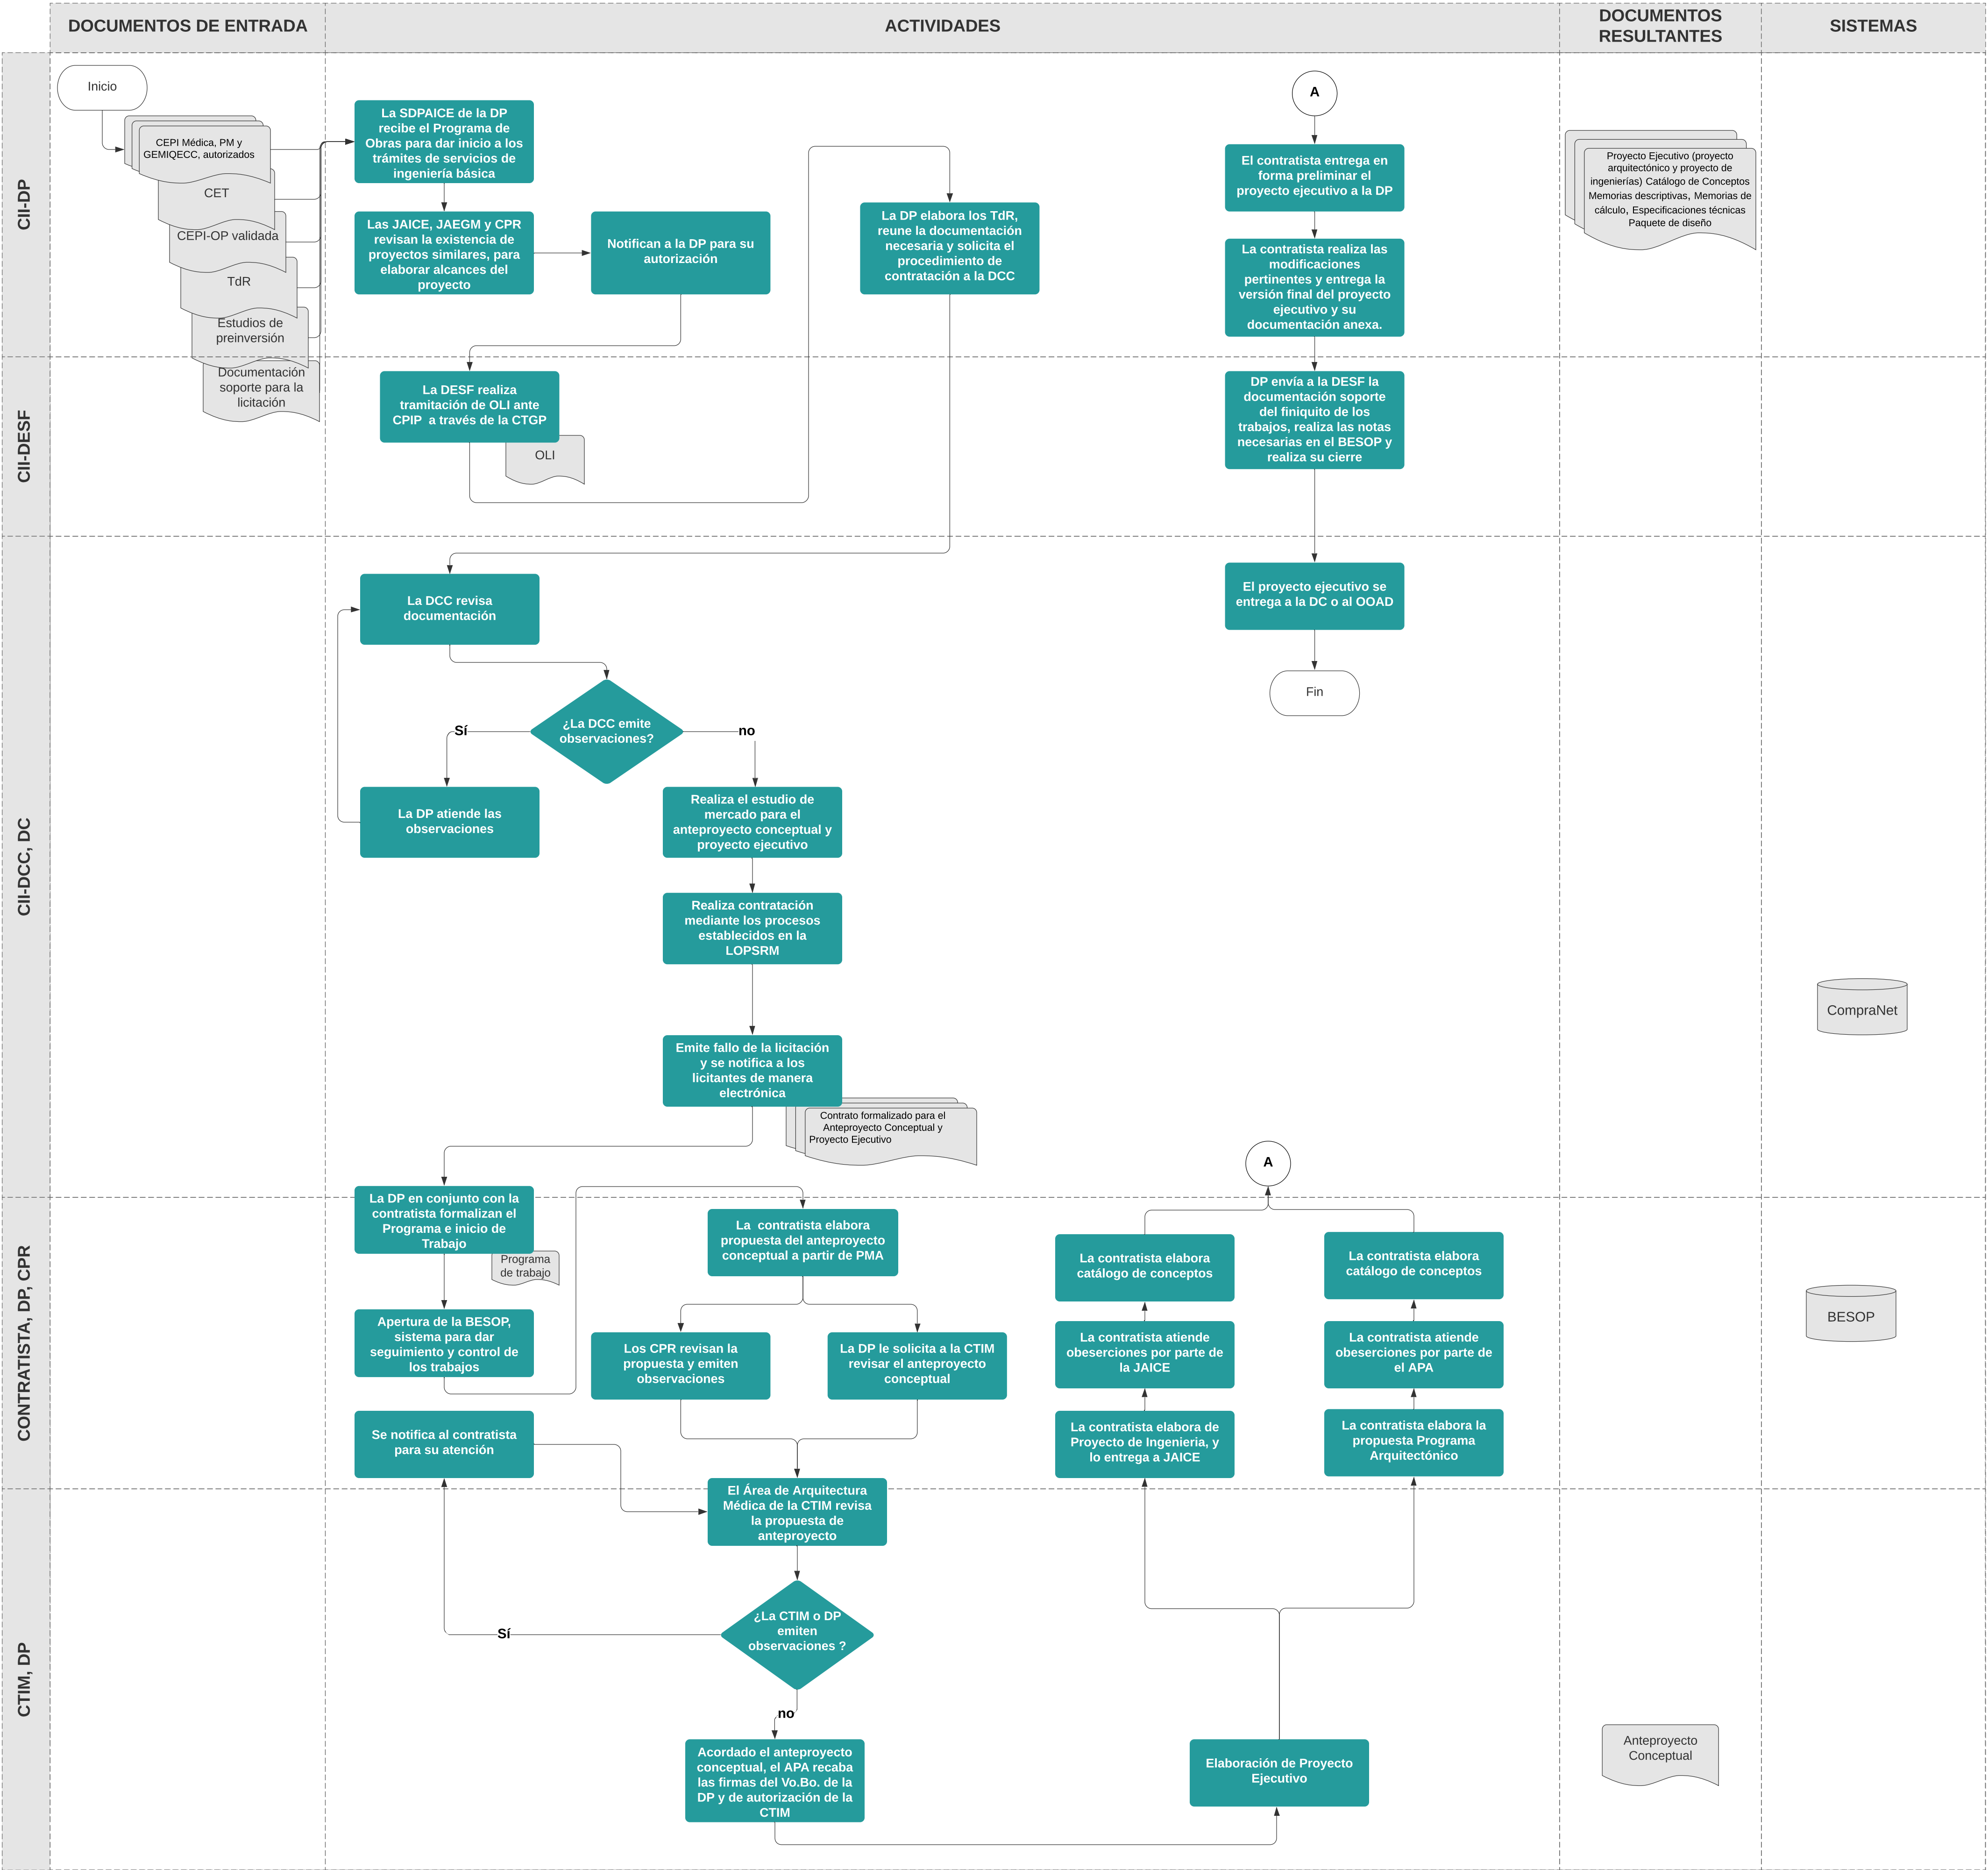 DOCUMENTOS DE ENTRADA
ACTIVIDADES
DOCUMENTOS
RESULTANTES
SISTEMAS
CII-DP
Inicio
CEPI Médica, PM y
GEMIQECC, autorizados
CET
CEPI-OP validada
TdR
Estudios de
preinversión
Documentación
soporte para la
licitación
La SDPAICE de la DP
recibe el Programa de
Obras para dar inicio a los
trámites de servicios de
ingeniería básica
Las JAICE, JAEGM y CPR
revisan la existencia de
proyectos similares, para
elaborar alcances del
proyecto
Notifican a la DP para su
autorización
La DP elabora los TdR,
reune la documentación
necesaria y solicita el
procedimiento de
contratación a la DCC
A
El contratista entrega en
forma preliminar el
proyecto ejecutivo a la DP
La contratista realiza las
modificaciones
pertinentes y entrega la
versión final del proyecto
ejecutivo y su
documentación anexa.
Proyecto Ejecutivo (proyecto
arquitectónico y proyecto de
ingenierías) Catálogo de Conceptos
Memorias descriptivas, Memorias de
cálculo, Especificaciones técnicas
Paquete de diseño
CII-DESF
La DESF realiza
tramitación de OLI ante
CPIP a través de la CTGP
OLI
DP envía a la DESF la
documentación soporte
del finiquito de los
trabajos, realiza las notas
necesarias en el BESOP y
realiza su cierre
CII-DCC, DC
La DCC revisa
documentación
¿La DCC emite
observaciones?
Sí
no
La DP atiende las
observaciones
Realiza el estudio de
mercado para el
anteproyecto conceptual y
proyecto ejecutivo
Realiza contratación
mediante los procesos
establecidos en la
LOPSRM
Emite fallo de la licitación
y se notifica a los
licitantes de manera
electrónica
Contrato formalizado para el
Anteproyecto Conceptual y
Proyecto Ejecutivo
El proyecto ejecutivo se
entrega a la DC o al OOAD
Fin
CompraNet
A
CONTRATISTA, DP, CPR
La DP en conjunto con la
contratista formalizan el
Programa e inicio de
Trabajo
Programa
de trabajo
Apertura de la BESOP,
sistema para dar
seguimiento y control de
los trabajos
Se notifica al contratista
para su atención
La contratista elabora
propuesta del anteproyecto
conceptual a partir de PMA
Los CPR revisan la
propuesta y emiten
observaciones
La DP le solicita a la CTIM
revisar el anteproyecto
conceptual
La contratista elabora
catálogo de conceptos
La contratista atiende
obeserciones por parte de
la JAICE
La contratista elabora de
Proyecto de Ingenieria, y
lo entrega a JAICE
La contratista elabora
catálogo de conceptos
La contratista atiende
obeserciones por parte de
el APA
La contratista elabora la
propuesta Programa
Arquitectónico
BESOP
CTIM, DP
El Área de Arquitectura
Médica de la CTIM revisa
la propuesta de
anteproyecto
¿La CTIM o DP
emiten
observaciones ?
Sí
no
Acordado el anteproyecto
conceptual, el APA recaba
las firmas del Vo.Bo. de la
DP y de autorización de la
CTIM
Elaboración de Proyecto
Ejecutivo
Anteproyecto
Conceptual